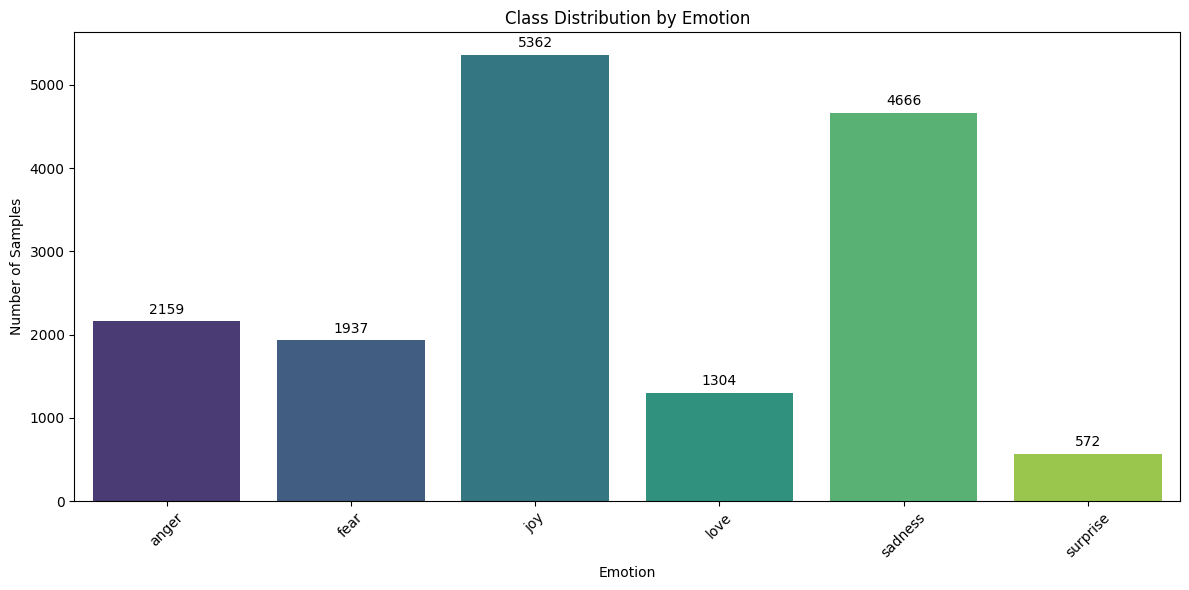 Class Distribution by Emotion
5362
4666
2159
1937
1304
572
5000
4000
3000
2000
1000
0
Number of Samples
anger
fear
joy
love
sadness
surprise
Emotion